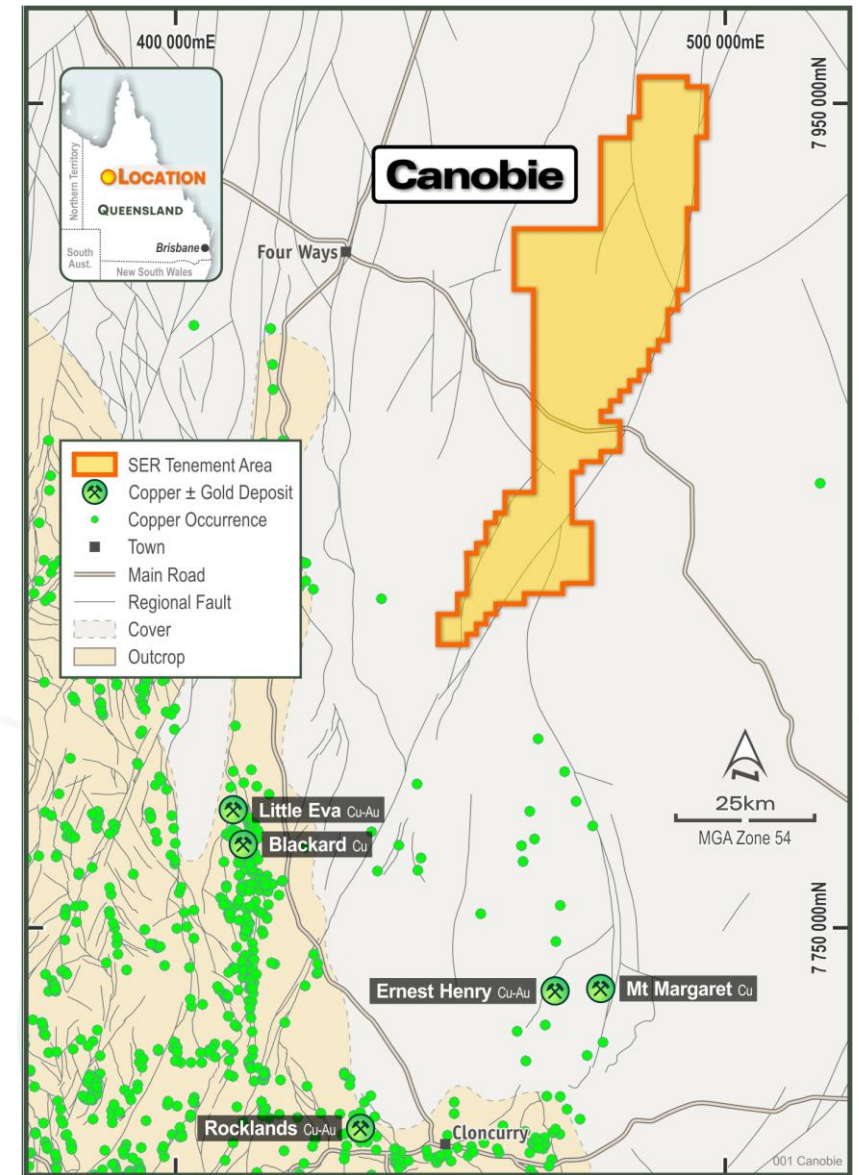 400 000mE
500 000mE
7 950 000mN
Northern Territory
LOCATION
QUEENSLAND
Brisbane
South
Aust.
New South Wales
Canobie
Four Ways
SER Tenement Area
Copper ± Gold Deposit
Copper Occurrence
Town
Main Road
Regional Fault
Cover
Outcrop
N
25km
MGA Zone 54
Little Eva Cu-Au
Blackard Cu
7 750 000mN
Ernest Henry Cu-Au
Mt Margaret Cu
Rocklands Cu-Au
Cloncurry
001 Canobie